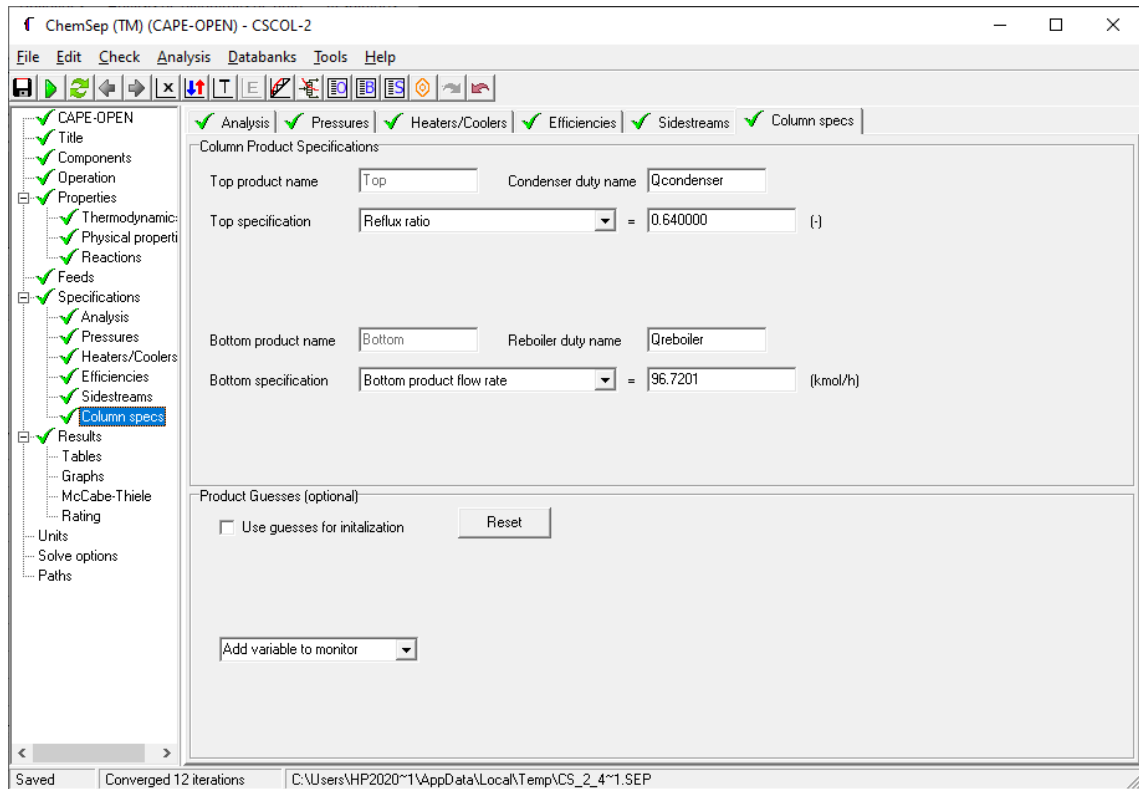 ChemSep (TM) (CAPE-OPEN) - CSCOL-2
File Edit Check Analysis Databanks Tools Help
CAPE-OPEN
Title
Components
Operation
Properties
Thermodynamic:
Physical properti
Reactions
Feeds
Specifications
Analysis
Pressures
Heaters/Coolers
Efficiencies
Sidestreams
Column specs
Results
Tables
Graphs
McCabe-Thiele
Rating
Units
Solve options
Paths
Analysis Pressures Heaters/Coolers Efficiencies Sidestreams Column specs
Column Product Specifications
Top product name Top Condenser duty name Qcondenser
Top specification Reflux ratio = 0.640000 (-)
Bottom product name Bottom Reboiler duty name Qreboiler
Bottom specification Bottom product flow rate = 96.7201 (kmol/h)
Product Guesses (optional)
Use guesses for initalization Reset
Add variable to monitor
Saved Converged 12 iterations C:\Users\HP2020~1\AppData\Local\Temp\CS_2_4~1.SEP